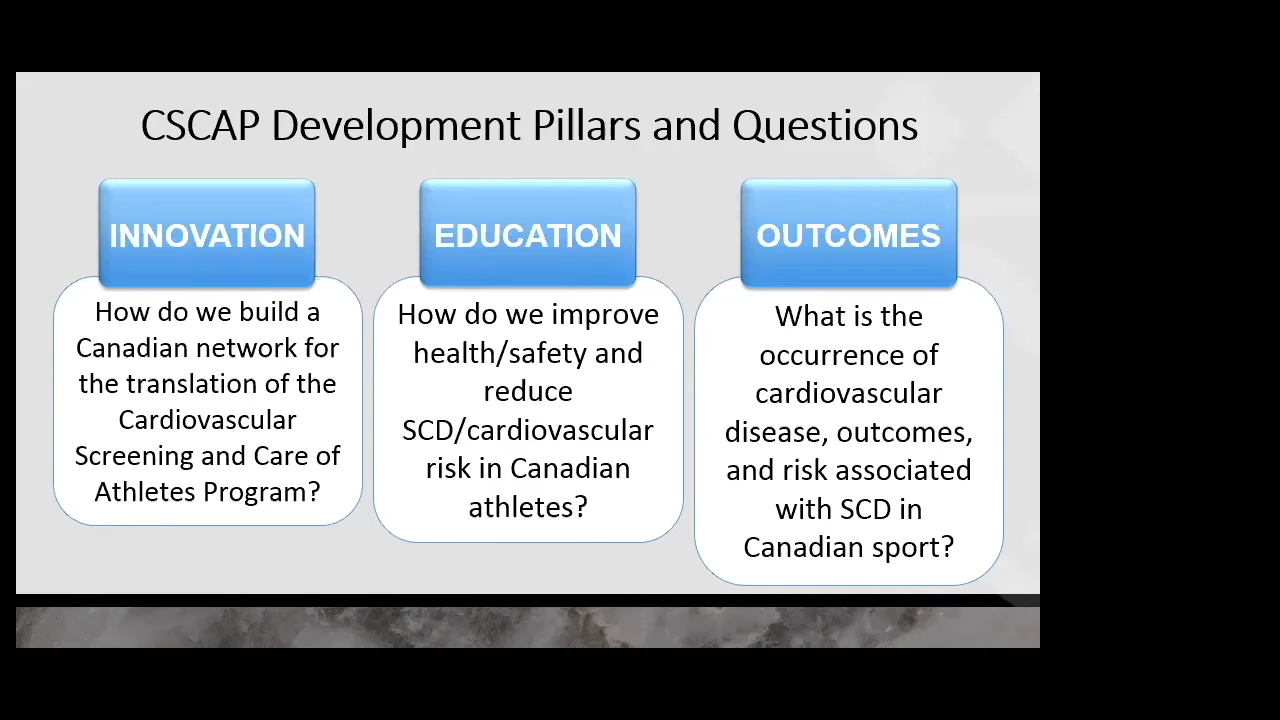 CSCAP Development Pillars and Questions
INNOVATION
How do we build a
Canadian network for
the translation of the
Cardiovascular
Screening and Care of
Athletes Program?
EDUCATION
How do we improve
health/safety and
reduce
SCD/cardiovascular
risk in Canadian
athletes?
OUTCOMES
What is the
occurrence of
cardiovascular
disease, outcomes,
and risk associated
with SCD in
Canadian sport?